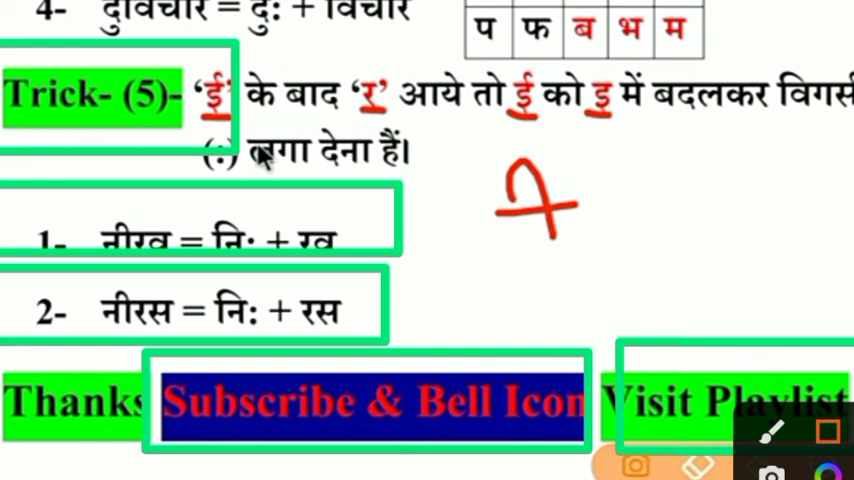 4- दुर्विचार = दु: + विचार
प फ ब भ म
Trick- (5)- ‘ई’ के बाद ‘र’ आये तो ई को इ में बदलकर विगर्स
(:) लगा देना हैं।
1- नीरव = नि: + रव
2- नीरस = नि: + रस
Thanks Subscribe & Bell Icon Visit Playlist